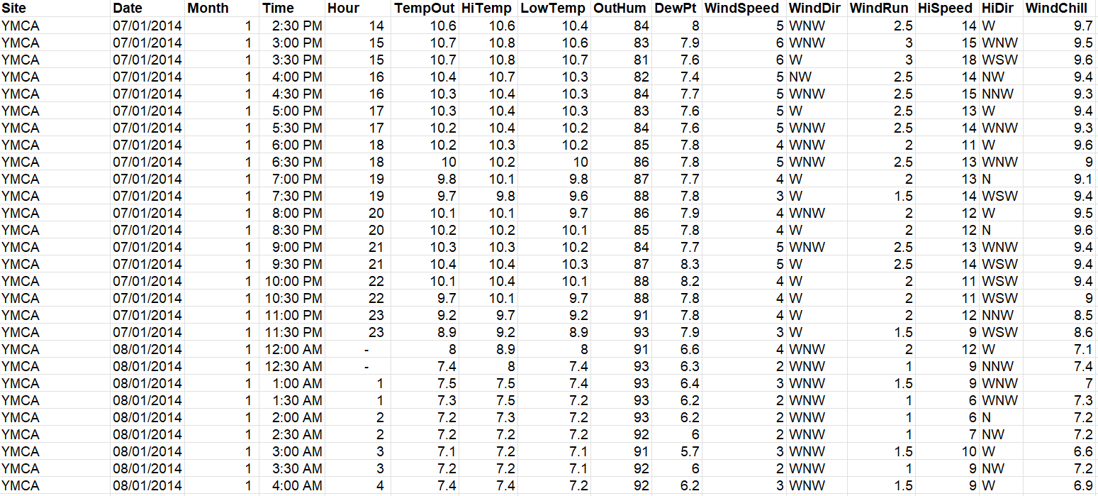 Site Date Month Time Hour TempOut HiTemp LowTemp OutHum DewPt WindSpeed WindDir WindRun HiSpeed HiDir WindChill
YMCA 07/01/2014 1 2:30 PM 14 10.6 10.6 10.4 84 8 5 WNW 2.5 14 W 9.7
YMCA 07/01/2014 1 3:00 PM 15 10.7 10.8 10.6 83 7.9 6 WNW 3 15 WNW 9.5
YMCA 07/01/2014 1 3:30 PM 15 10.7 10.8 10.7 81 7.6 6 W 3 18 WSW 9.6
YMCA 07/01/2014 1 4:00 PM 16 10.4 10.7 10.3 82 7.4 5 NW 2.5 14 NW 9.4
YMCA 07/01/2014 1 4:30 PM 16 10.3 10.4 10.3 84 7.7 5 WNW 2.5 15 NNW 9.3
YMCA 07/01/2014 1 5:00 PM 17 10.3 10.4 10.3 83 7.6 5 W 2.5 13 W 9.4
YMCA 07/01/2014 1 5:30 PM 17 10.2 10.4 10.2 84 7.6 5 WNW 2.5 14 WNW 9.3
YMCA 07/01/2014 1 6:00 PM 18 10.2 10.3 10.2 85 7.8 4 WNW 2 11 W 9.6
YMCA 07/01/2014 1 6:30 PM 18 10 10.2 10 86 7.8 5 WNW 2.5 13 WNW 9
YMCA 07/01/2014 1 7:00 PM 19 9.8 10.1 9.8 87 7.7 4 W 2 13 N 9.1
YMCA 07/01/2014 1 7:30 PM 19 9.7 9.8 9.6 88 7.8 3 W 1.5 14 WSW 9.4
YMCA 07/01/2014 1 8:00 PM 20 10.1 10.1 9.7 86 7.9 4 WNW 2 12 W 9.5
YMCA 07/01/2014 1 8:30 PM 20 10.2 10.2 10.1 85 7.8 4 W 2 12 N 9.6
YMCA 07/01/2014 1 9:00 PM 21 10.3 10.3 10.2 84 7.7 5 WNW 2.5 13 WNW 9.4
YMCA 07/01/2014 1 9:30 PM 21 10.4 10.4 10.3 87 8.3 5 W 2.5 14 WSW 9.4
YMCA 07/01/2014 1 10:00 PM 22 10.1 10.4 10.1 88 8.2 4 W 2 11 WSW 9.4
YMCA 07/01/2014 1 10:30 PM 22 9.7 10.1 9.7 88 7.8 4 W 2 11 WSW 9
YMCA 07/01/2014 1 11:00 PM 23 9.2 9.7 9.2 91 7.8 4 W 2 12 NNW 8.5
YMCA 07/01/2014 1 11:30 PM 23 8.9 9.2 8.9 93 7.9 3 W 1.5 9 WSW 8.6
YMCA 08/01/2014 1 12:00 AM - 8 8.9 8 91 6.6 4 WNW 2 12 W 7.1
YMCA 08/01/2014 1 12:30 AM - 7.4 8 7.4 93 6.3 2 WNW 1 9 NNW 7.4
YMCA 08/01/2014 1 1:00 AM 1 7.5 7.5 7.4 93 6.4 3 WNW 1.5 9 WNW 7
YMCA 08/01/2014 1 1:30 AM 1 7.3 7.5 7.2 93 6.2 2 WNW 1 6 WNW 7.3
YMCA 08/01/2014 1 2:00 AM 2 7.2 7.3 7.2 93 6.2 2 WNW 1 6 N 7.2
YMCA 08/01/2014 1 2:30 AM 2 7.2 7.2 7.2 92 6 2 WNW 1 7 NW 7.2
YMCA 08/01/2014 1 3:00 AM 3 7.1 7.2 7.1 91 5.7 3 WNW 1.5 10 W 6.6
YMCA 08/01/2014 1 3:30 AM 3 7.2 7.2 7.1 92 6 2 WNW 1 9 NW 7.2
YMCA 08/01/2014 1 4:00 AM 4 7.4 7.4 7.2 92 6.2 3 WNW 1.5 9 W 6.9